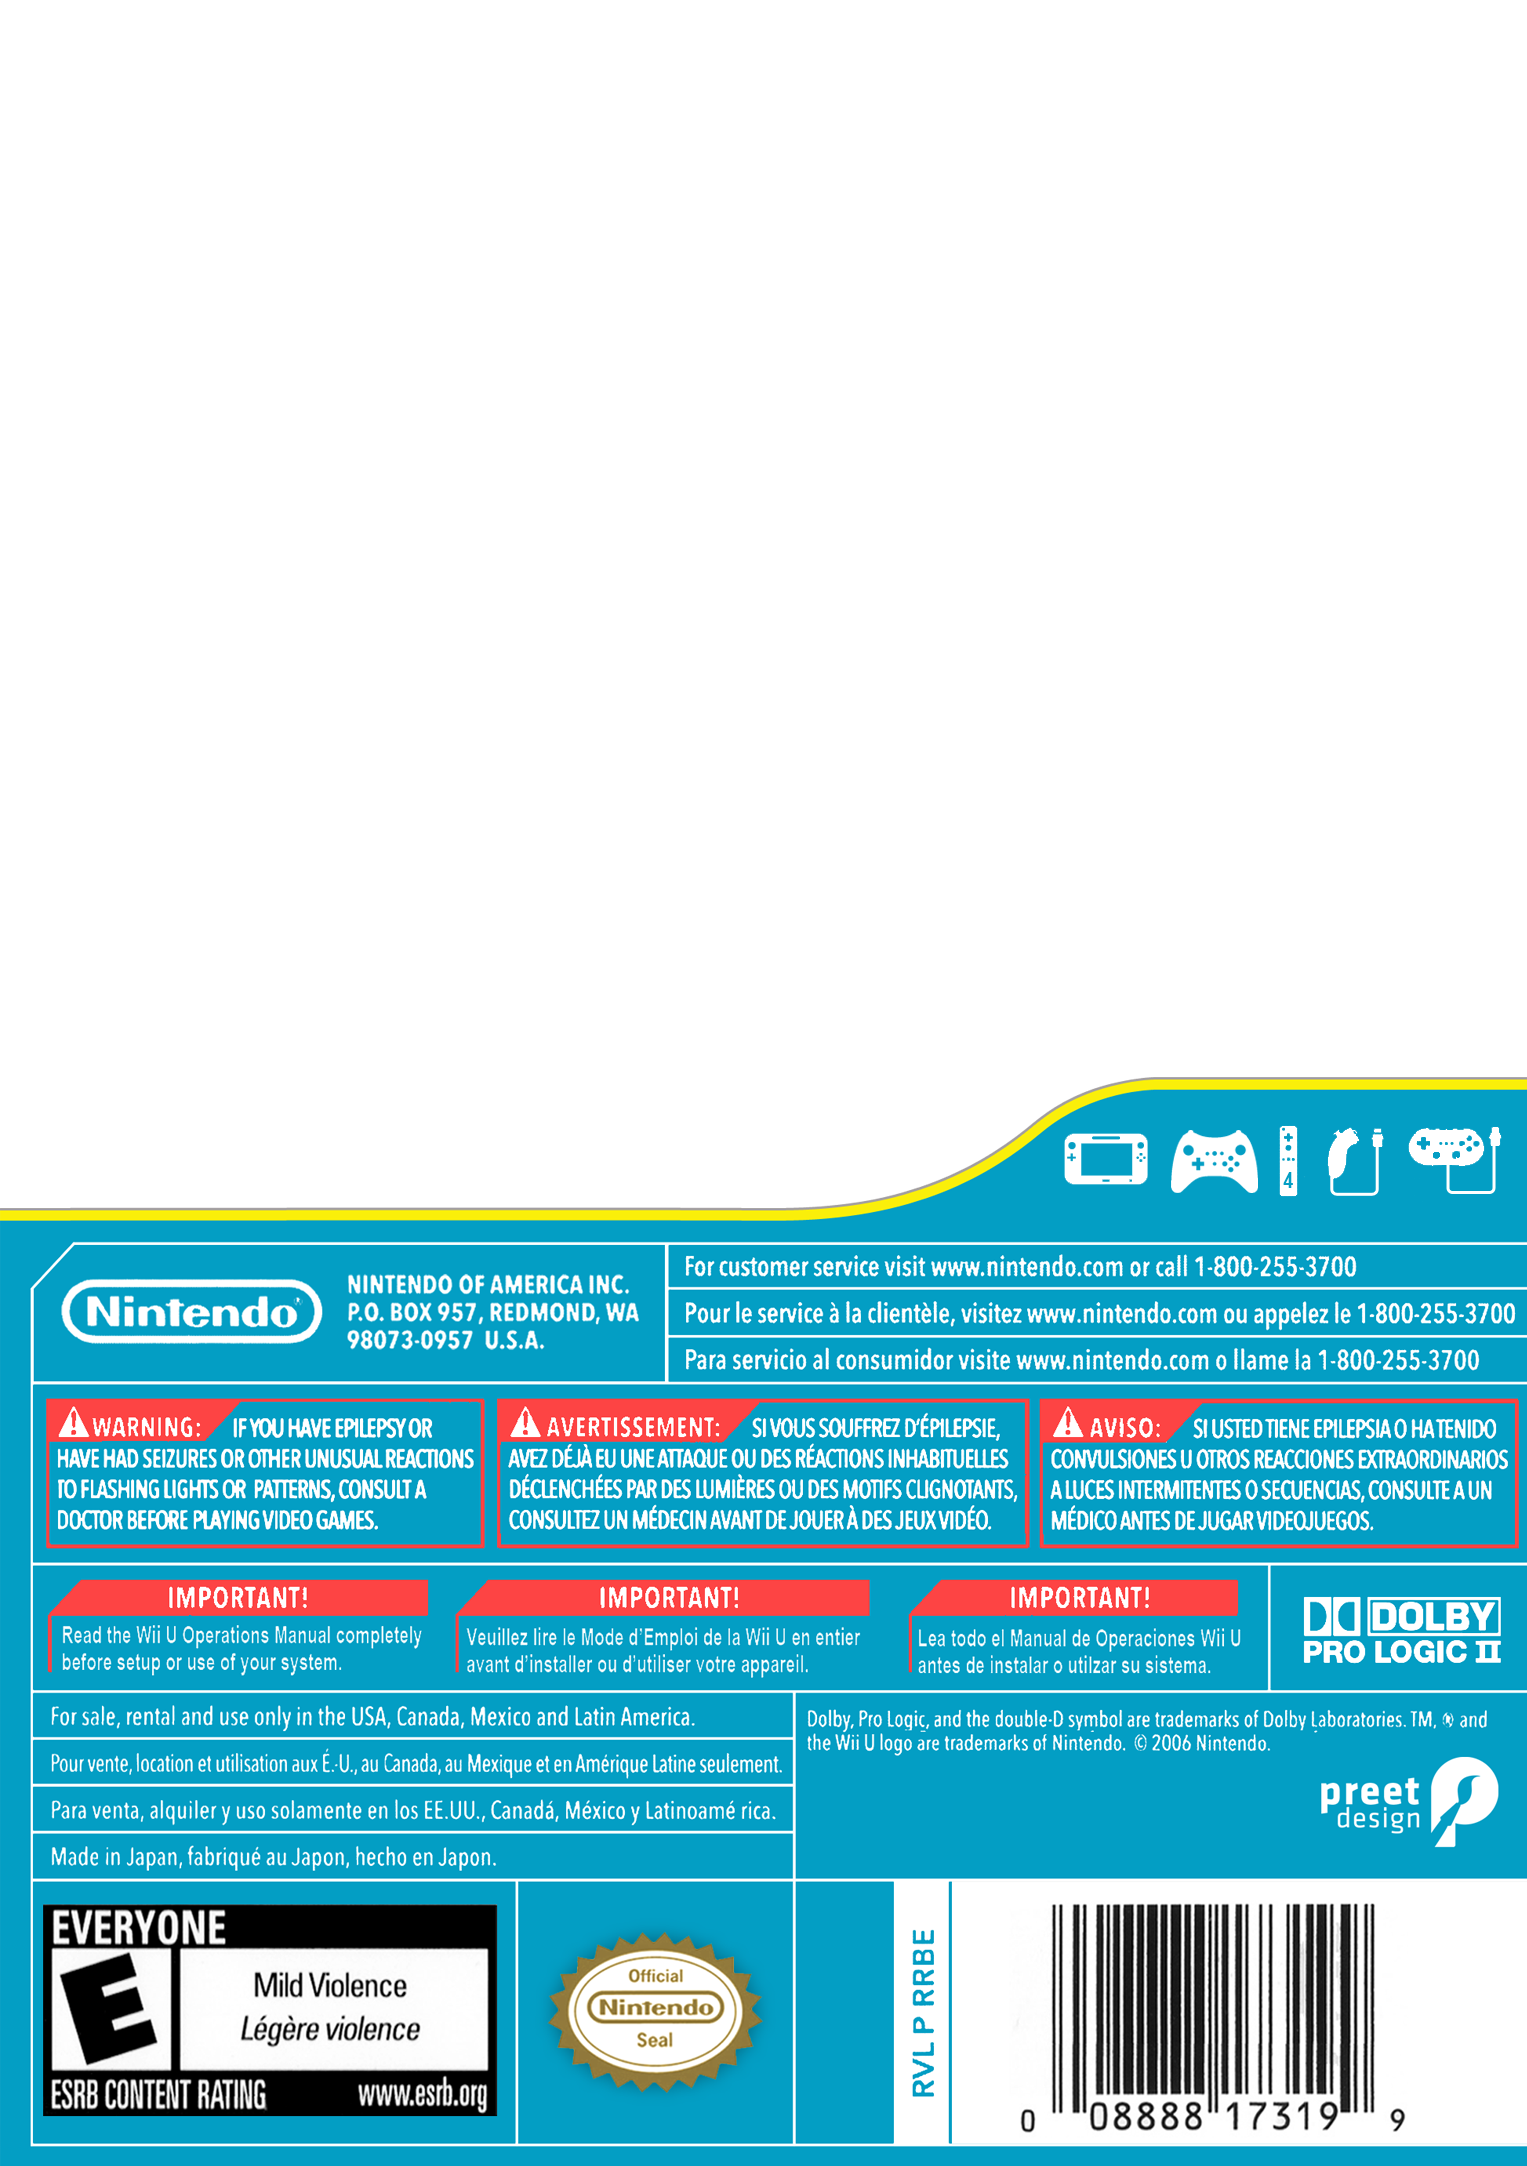 4
Nintendo®
NINTENDO OF AMERICA INC.
P.O. BOX 957, REDMOND, WA
98073-0957 U.S.A.
For customer service visit www.nintendo.com or call 1-800-255-3700
Pour le service à la clientèle, visitez www.nintendo.com ou appelez le 1-800-255-3700
Para servicio al consumidor visite www.nintendo.com o llame la 1-800-255-3700
WARNING: IF YOU HAVE EPILEPSY OR
HAVE HAD SEIZURES OR OTHER UNUSUAL REACTIONS
TO FLASHING LIGHTS OR PATTERNS, CONSULT A
DOCTOR BEFORE PLAYING VIDEO GAMES.
AVERTISSEMENT: SI VOUS SOUFFREZ D'ÉPILEPSIE,
AVEZ DÉJÀ EU UNE ATTAQUE OU DES RÉACTIONS INHABITUELLES
DÉCLENCHÉES PAR DES LUMIÈRES OU DES MOTIFS CLIGNOTANTS,
CONSULTEZ UN MÉDECIN AVANT DE JOUER À DES JEUX VIDÉO.
AVISO: SI USTED TIENE EPILEPSIA O HA TENIDO
CONVULSIONES U OTROS REACCIONES EXTRAORDINARIOS
A LUCES INTERMITENTES O SECUENCIAS, CONSULTE A UN
MÉDICO ANTES DE JUGAR VIDEOJUEGOS.
IMPORTANT!
Read the Wii U Operations Manual completely
before setup or use of your system.
IMPORTANT!
Veuillez lire le Mode d'Emploi de la Wii U en entier
avant d'installer ou d'utiliser votre appareil.
IMPORTANT!
Lea todo el Manual de Operaciones Wii U
antes de instalar o utilzar su sistema.
DOLBY
PRO LOGIC II
For sale, rental and use only in the USA, Canada, Mexico and Latin America.
Pour vente, location et utilisation aux É.-U., au Canada, au Mexique et en Amérique Latine seulement.
Para venta, alquiler y uso solamente en los EE.UU., Canadá, México y Latinoamé rica.
Made in Japan, fabriqué au Japon, hecho en Japon.
Dolby, Pro Logic, and the double-D symbol are trademarks of Dolby Laboratories. TM, ® and
the Wii U logo are trademarks of Nintendo. © 2006 Nintendo.
preet
design
EVERYONE
E
Mild Violence
Légère violence
ESRB CONTENT RATING www.esrb.org
Official
Nintendo
Seal
RVL P RRBE
0 08888 17319 9